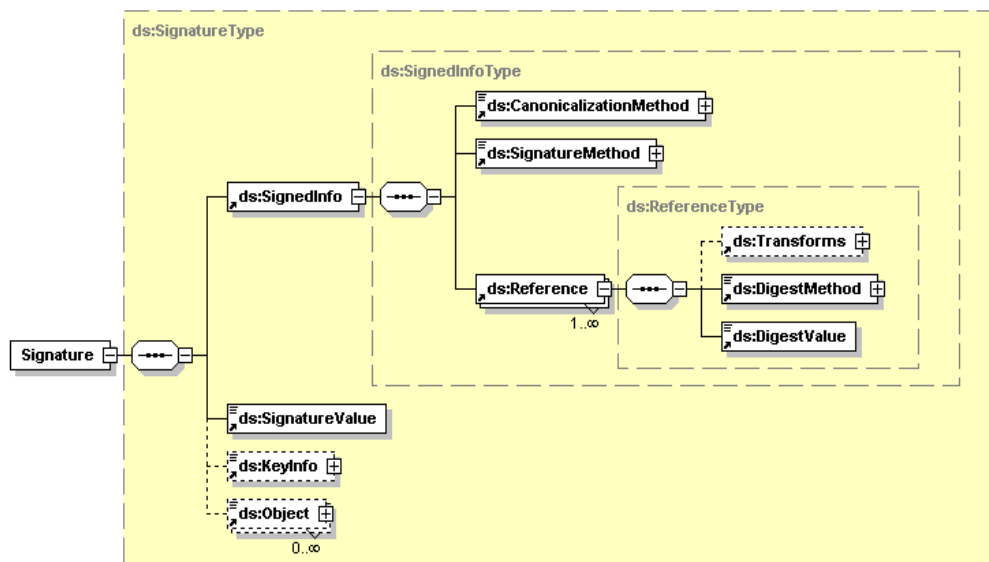 ds:SignatureType
ds:SignedInfoType
ds:CanonicalizationMethod
ds:SignatureMethod
ds:SignedInfo
ds:ReferenceType
ds:Transforms
ds:Reference
ds:DigestMethod
1..∞
ds:DigestValue
Signature
ds:SignatureValue
ds:KeyInfo
ds:Object
0..∞